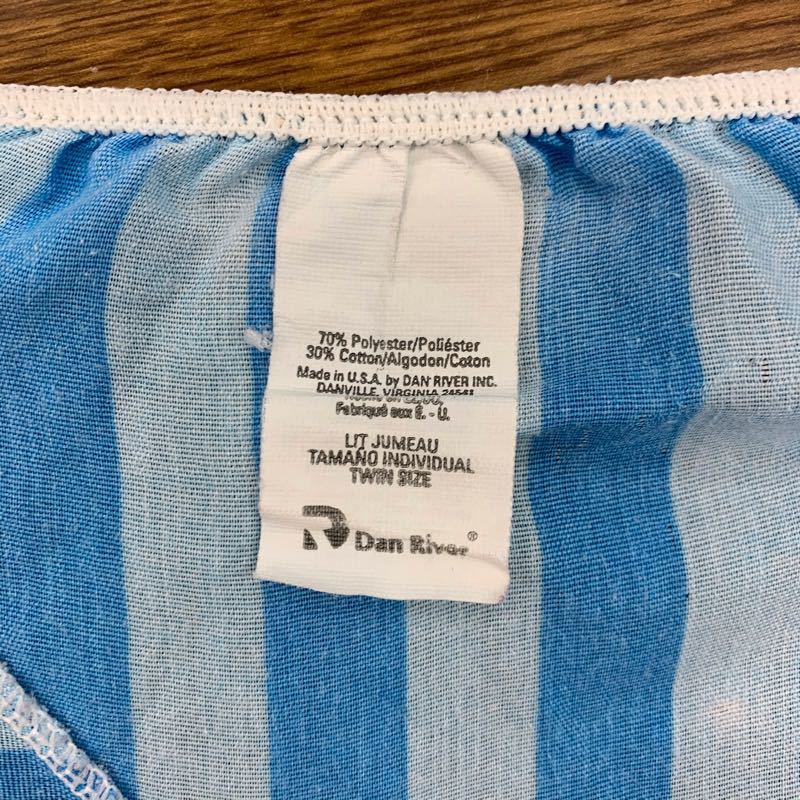 70% Polyester/Poliéster
30% Cotton/Algodon/Coton
Made in U.S.A. by DAN RIVER INC.
DANVILLE, VIRGINIA 24541
Fabriqué aux É. - U.
LIT JUMEAU
TAMAÑO INDIVIDUAL
TWIN SIZE
Dan River®